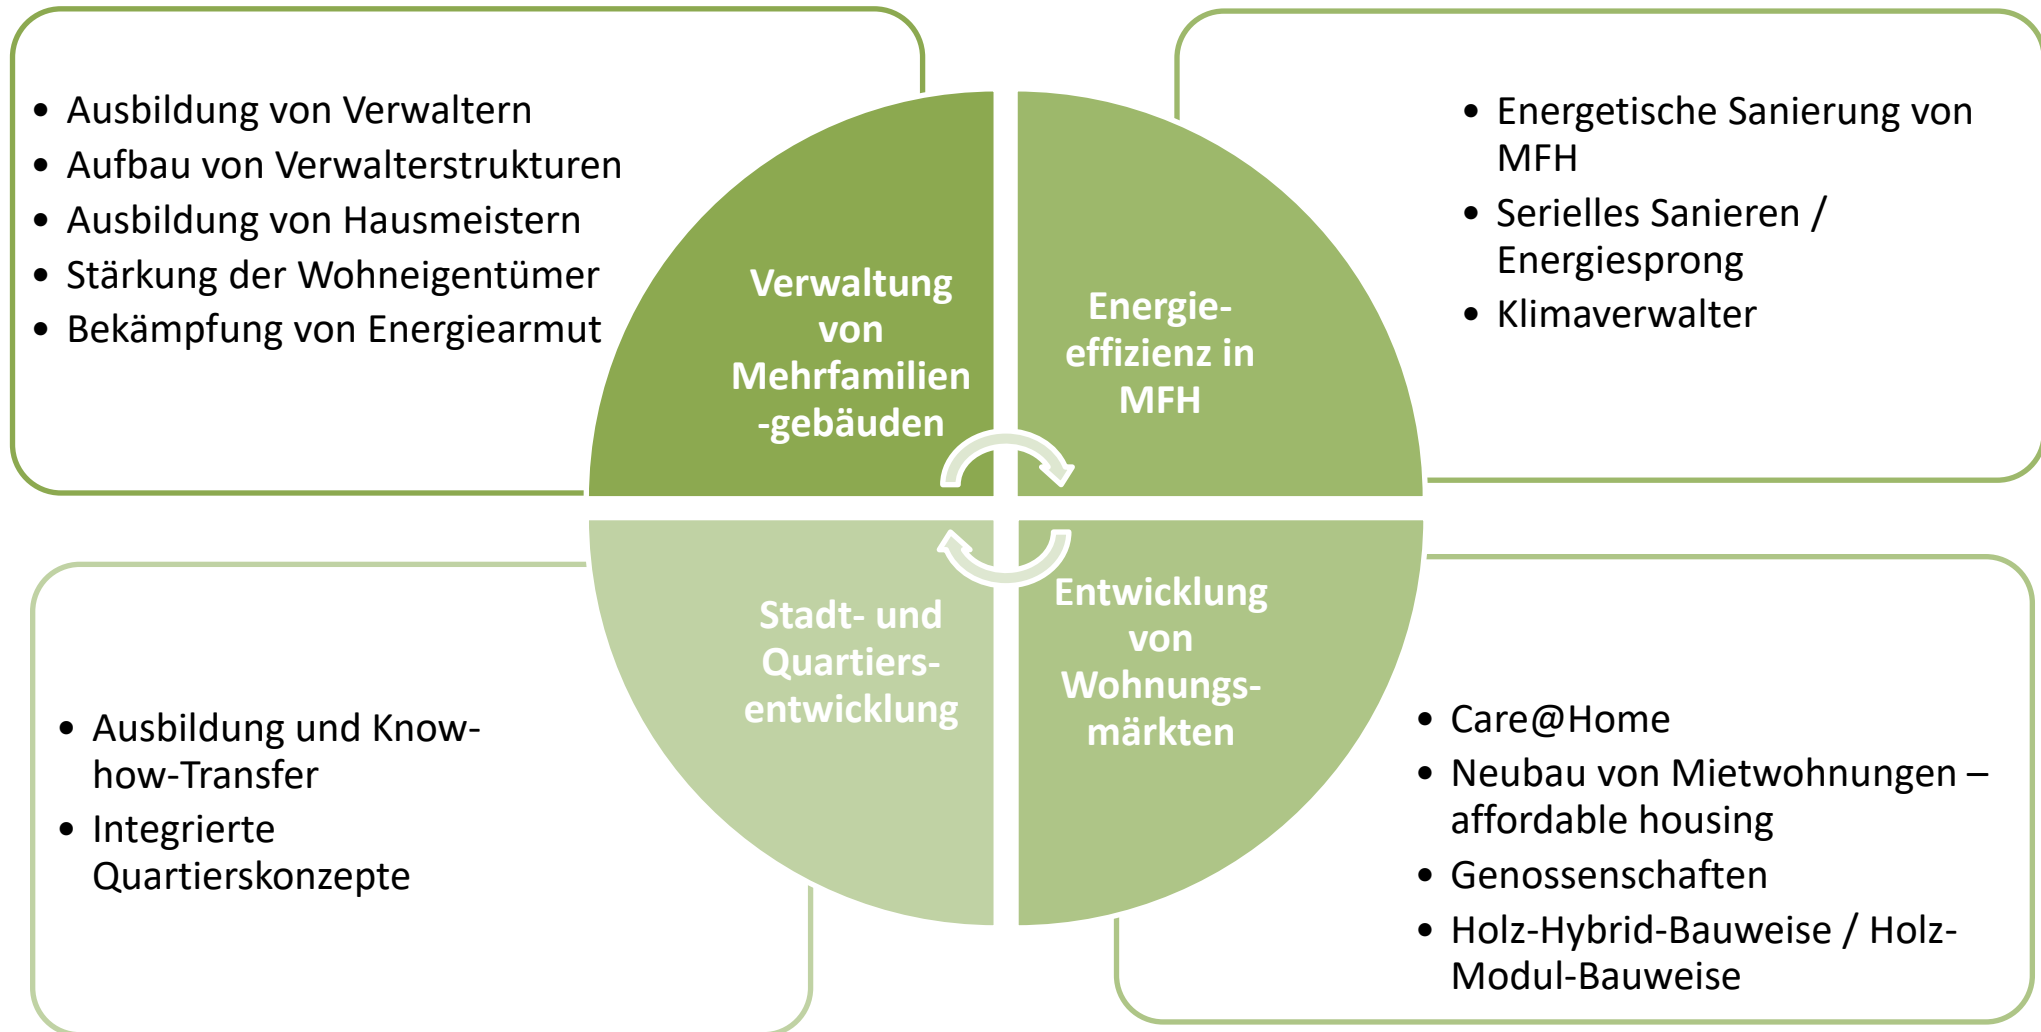 • Ausbildung von Verwaltern
• Aufbau von Verwalterstrukturen
• Ausbildung von Hausmeistern
• Stärkung der Wohneigentümer
• Bekämpfung von Energiearmut
Verwaltung
von
Mehrfamilien
-gebäuden
Energie-
effizienz in
MFH
• Energetische Sanierung von
MFH
• Serielles Sanieren /
Energiesprong
• Klimaverwalter
• Ausbildung und Know-
how-Transfer
• Integrierte
Quartierskonzepte
Stadt- und
Quartiers-
entwicklung
Entwicklung
von
Wohnungs-
märkten
• Care@Home
• Neubau von Mietwohnungen –
affordable housing
• Genossenschaften
• Holz-Hybrid-Bauweise / Holz-
Modul-Bauweise